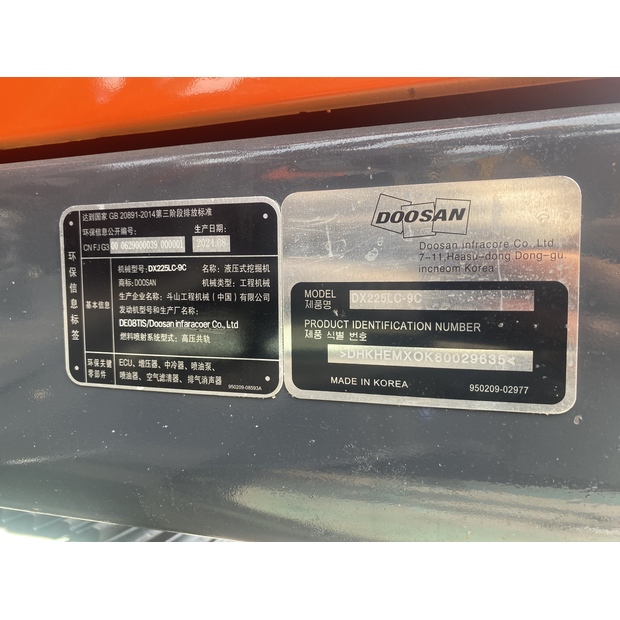 环保信息标签
达到国家 GB 20891-2014第三阶段排放标准
环保信息公开编号: 生产日期:
CN FJ G3 00 0629000039 000001 2024.08
基本信息
机械型号: DX225LC-9C 名称: 液压式挖掘机
商标: DOOSAN 机械类型: 工程机械
生产企业名称: 斗山工程机械（中国）有限公司
发动机型号和生产厂名称:
DE08TIS/Doosan infaracoer Co., Ltd
燃料喷射系统型式: 高压共轨
环保关键零部件
ECU、增压器、中冷器、喷油泵、
喷油器、空气滤清器、排气消声器
950209-08593A
DOOSAN
Doosan infracore Co., Ltd
7-11, Haasu-dong Dong-gu.
incneom Korea
MODEL DX225LC-9C
제품명
PRODUCT IDENTIFICATION NUMBER
제품 식별 번호
>DHKHEMXOK80029635<
MADE IN KOREA
950209-02977